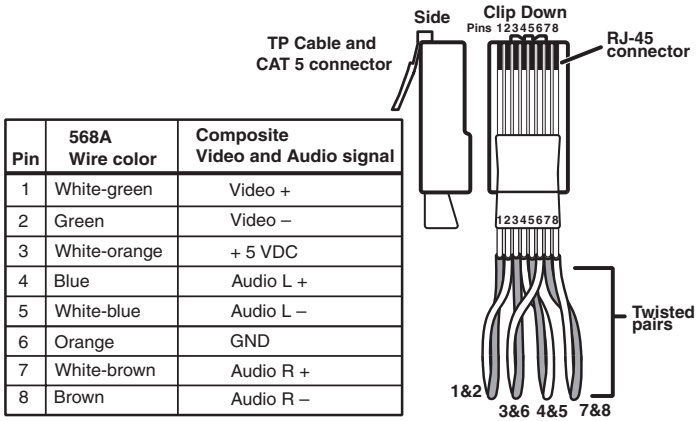 Side
Clip Down
Pins 12345678
TP Cable and
CAT 5 connector
RJ-45
connector
Pin 568A Wire color Composite Video and Audio signal
1 White-green Video +
2 Green Video –
3 White-orange + 5 VDC
4 Blue Audio L +
5 White-blue Audio L –
6 Orange GND
7 White-brown Audio R +
8 Brown Audio R –
12345678
Twisted
pairs
1&2
3&6 4&5 7&8